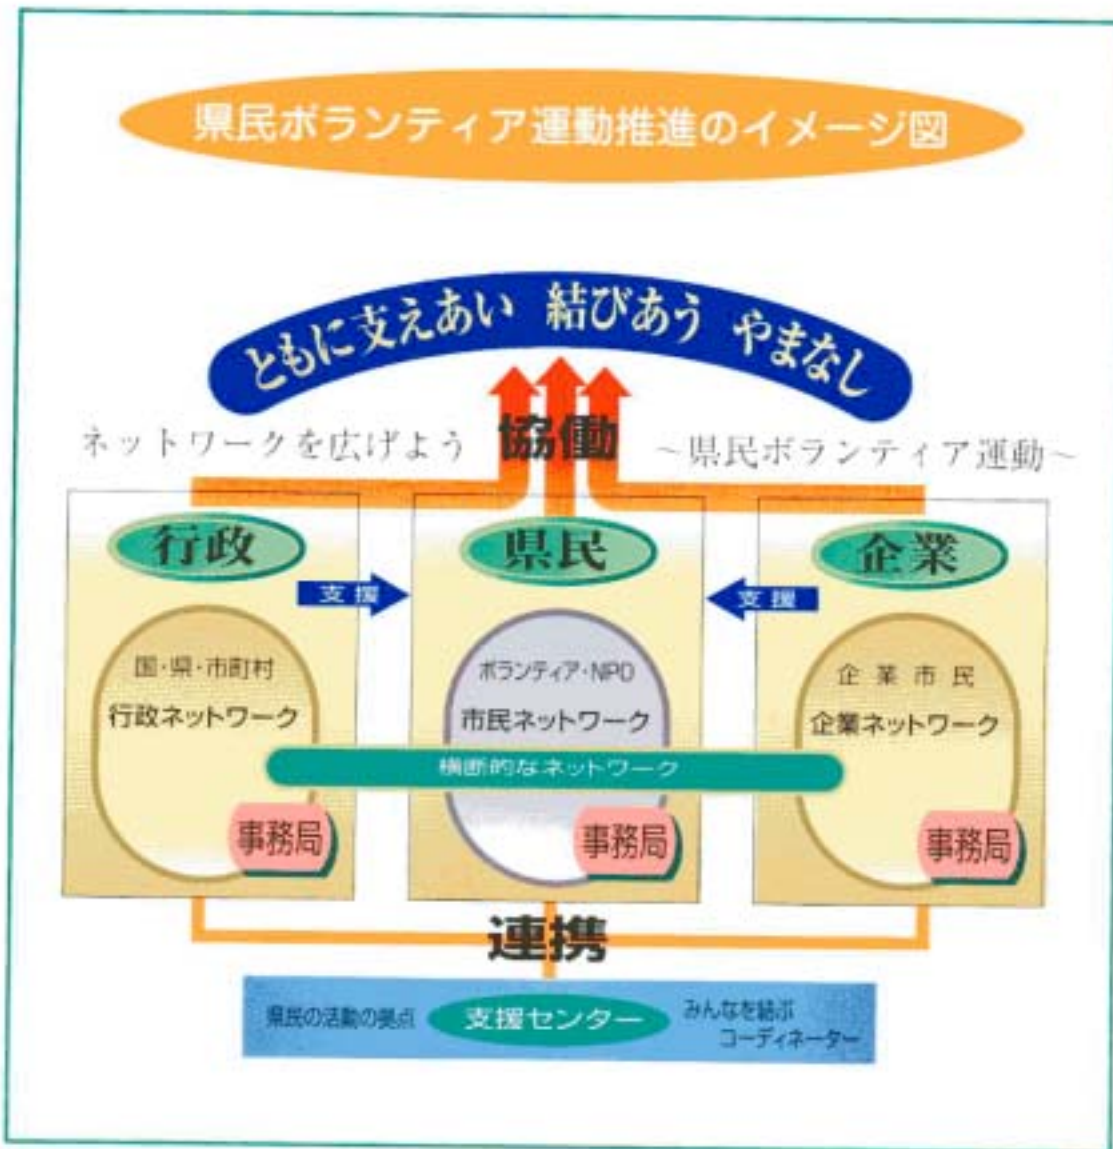 県民ボランティア運動推進のイメージ図
ともに支えあい 結びあう やまなし
ネットワークを広げよう
協働
～県民ボランティア運動～
行政
県民
企業
支援
支援
国・県・市町村
行政ネットワーク
ボランティア・NPO
市民ネットワーク
企業市民
企業ネットワーク
横断的なネットワーク
事務局
事務局
事務局
連携
県民の活動の拠点
支援センター
みんなを結ぶ
コーディネーター